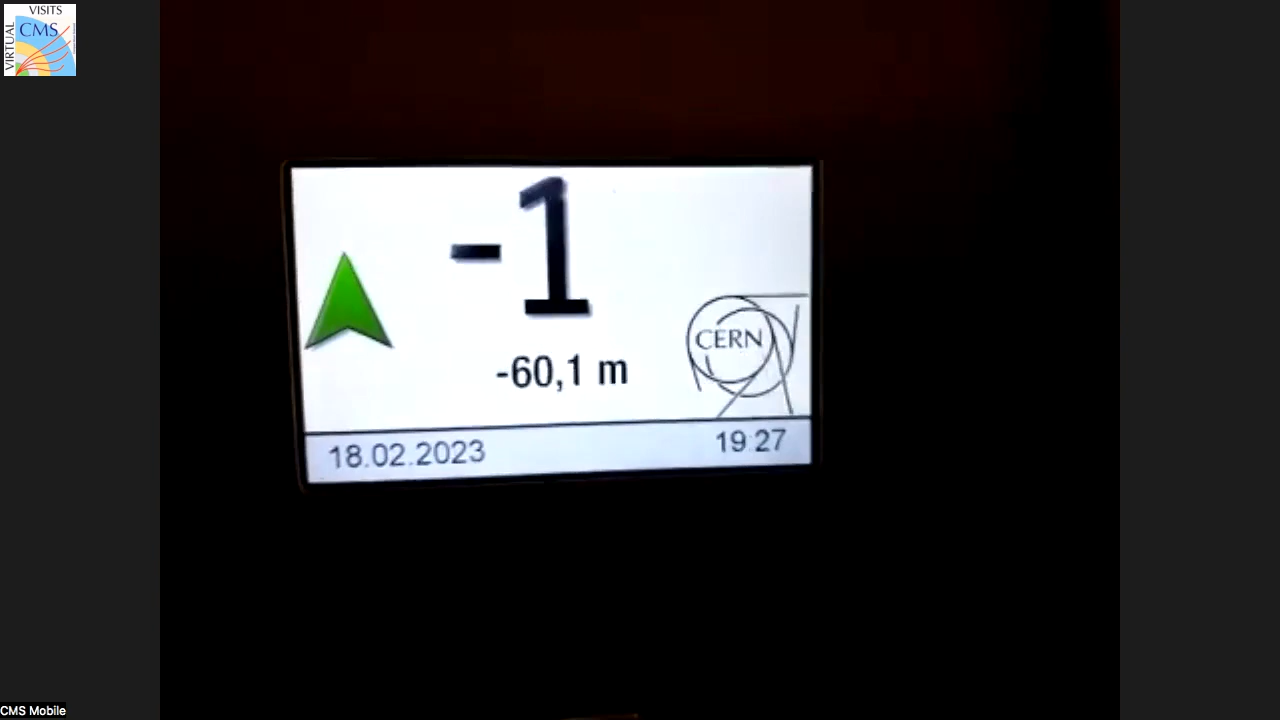 VISITS
CMS
VIRTUAL
-1
-60,1 m
CERN
18.02.2023
19:27
CMS Mobile